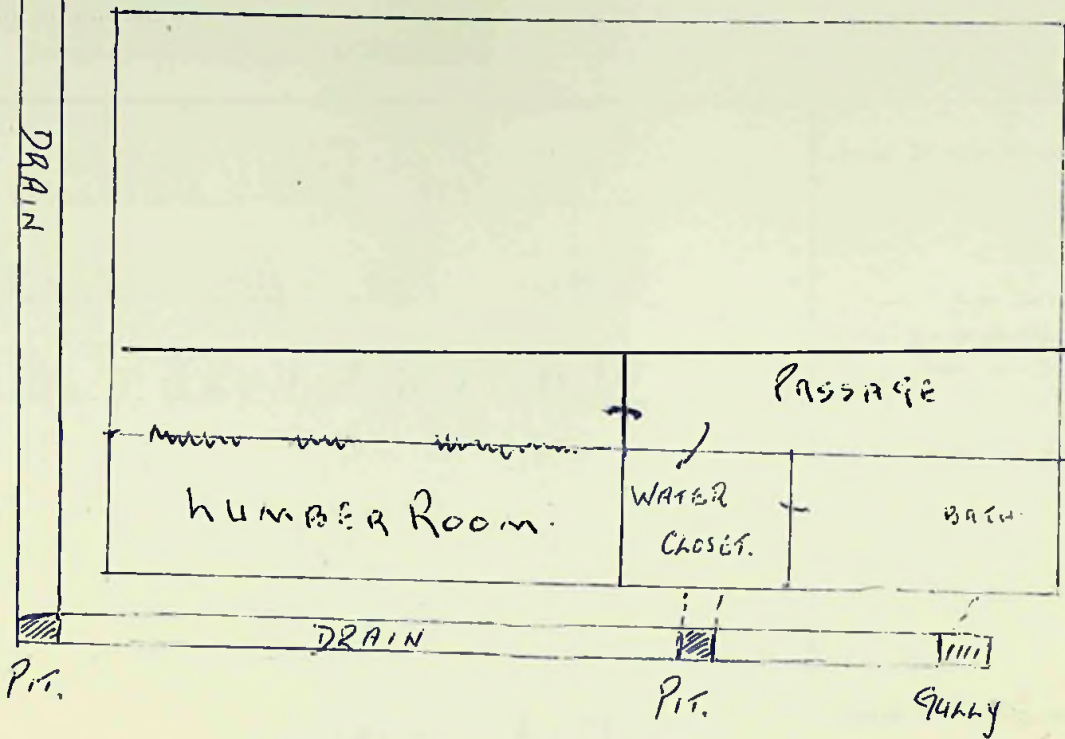 DRAIN
PASSAGE
LUMBER ROOM.
WATER
CLOSET.
BATH.
DRAIN
PIT.
PIT.
GULLY